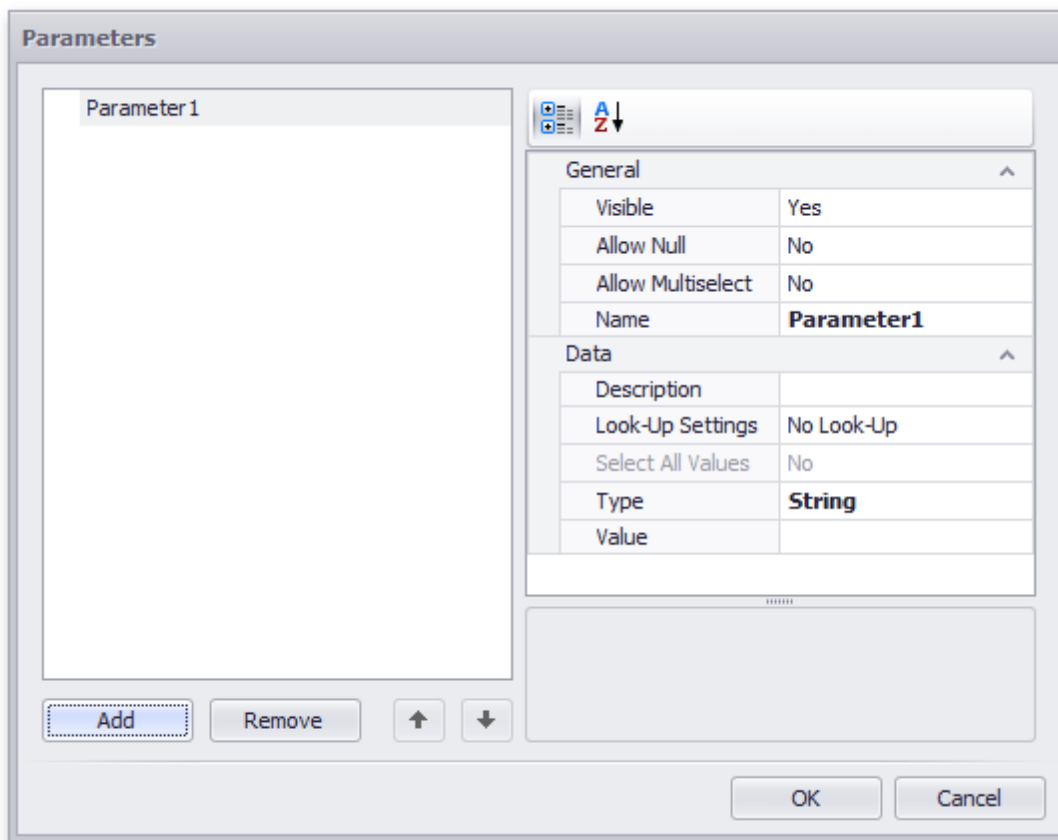 Parameters
Parameter1
A
Z
General
Visible Yes
Allow Null No
Allow Multiselect No
Name Parameter1
Data
Description
Look-Up Settings No Look-Up
Select All Values No
Type String
Value
Add Remove
OK Cancel